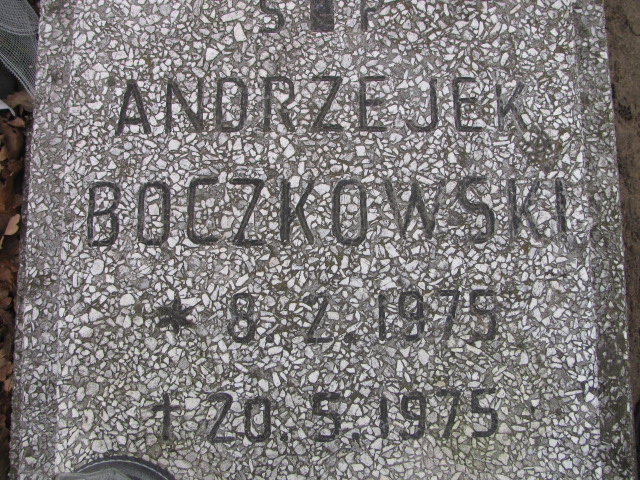 Ś P
ANDRZEJEK
BOCZKOWSKI
* 8. 2. 1975
† 20. 5. 1975